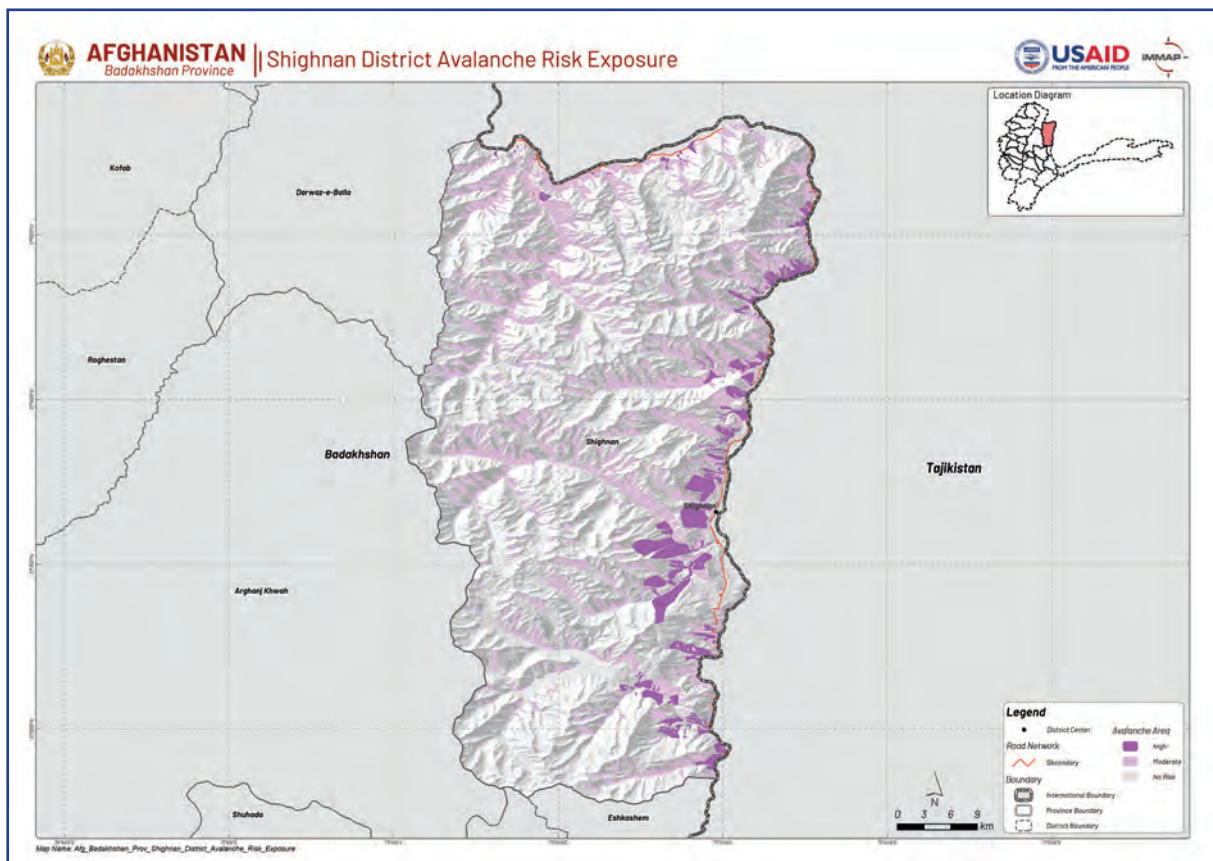 AFGHANISTAN
Badakhshan Province
Shighnan District Avalanche Risk Exposure
USAID
FROM THE AMERICAN PEOPLE
iMMAP
Location Diagram
Kofab
Darwaz-e-Balla
Raghestan
Badakhshan
Shighnan
Tajikistan
Shighnan
Arghanj Khwah
Shuhada
Eshkashem
Legend
District Center
Road Network
Secondary
Boundary
International Boundary
Province Boundary
District Boundary
Avalanche Area
High
Moderate
No Risk
N
0 3 6 9
km
Map Name: Afg_Badakhshan_Prov_Shighnan_District_Avalanche_Risk_Exposure